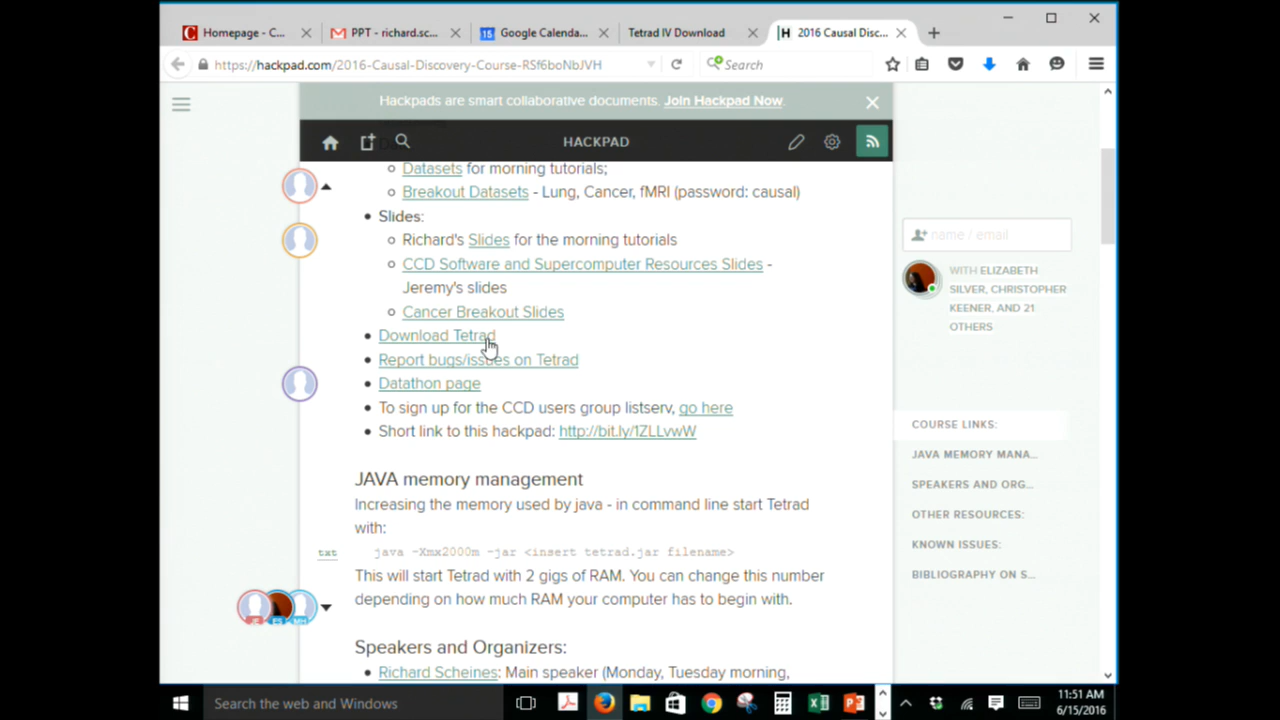 Homepage - C...
PPT - richard.sc...
15
Google Calenda...
Tetrad IV Download
H
2016 Causal Disc...
https://hackpad.com/2016-Causal-Discovery-Course-RSf6boNbJVH
Search
Hackpads are smart collaborative documents. Join Hackpad Now.
HACKPAD
Datasets for morning tutorials;
Breakout Datasets - Lung, Cancer, fMRI (password: causal)
Slides:
Richard's Slides for the morning tutorials
CCD Software and Supercomputer Resources Slides -
Jeremy's slides
Cancer Breakout Slides
Download Tetrad
Report bugs/issues on Tetrad
Datathon page
To sign up for the CCD users group listserv, go here
Short link to this hackpad: http://bit.ly/1ZLLvwW
JAVA memory management
Increasing the memory used by java - in command line start Tetrad
with:
txt java -Xmx2000m -jar <insert tetrad.jar filename>
This will start Tetrad with 2 gigs of RAM. You can change this number
depending on how much RAM your computer has to begin with.
JE ES MH
Speakers and Organizers:
Richard Scheines: Main speaker (Monday, Tuesday morning,
name / email
WITH ELIZABETH
SILVER, CHRISTOPHER
KEENER, AND 21
OTHERS
COURSE LINKS:
JAVA MEMORY MANA...
SPEAKERS AND ORG...
OTHER RESOURCES:
KNOWN ISSUES:
BIBLIOGRAPHY ON S...
Search the web and Windows
11:51 AM
6/15/2016